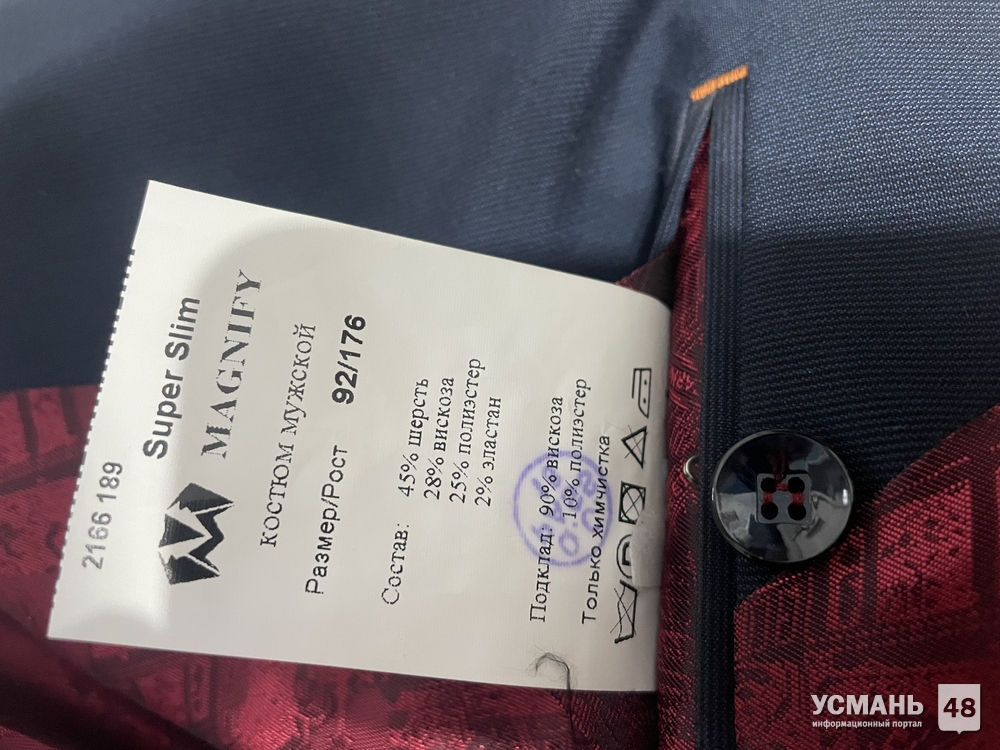 2166 189
Super Slim
MAGNIFY
КОСТЮМ МУЖСКОЙ
Размер/Рост 92/176
Состав: 45% шерсть
28% вискоза
25% полиэстер
2% эластан
Подклад: 90% вискоза
10% полиэстер
Только химчистка
УСМАНЬ 48
информационный портал